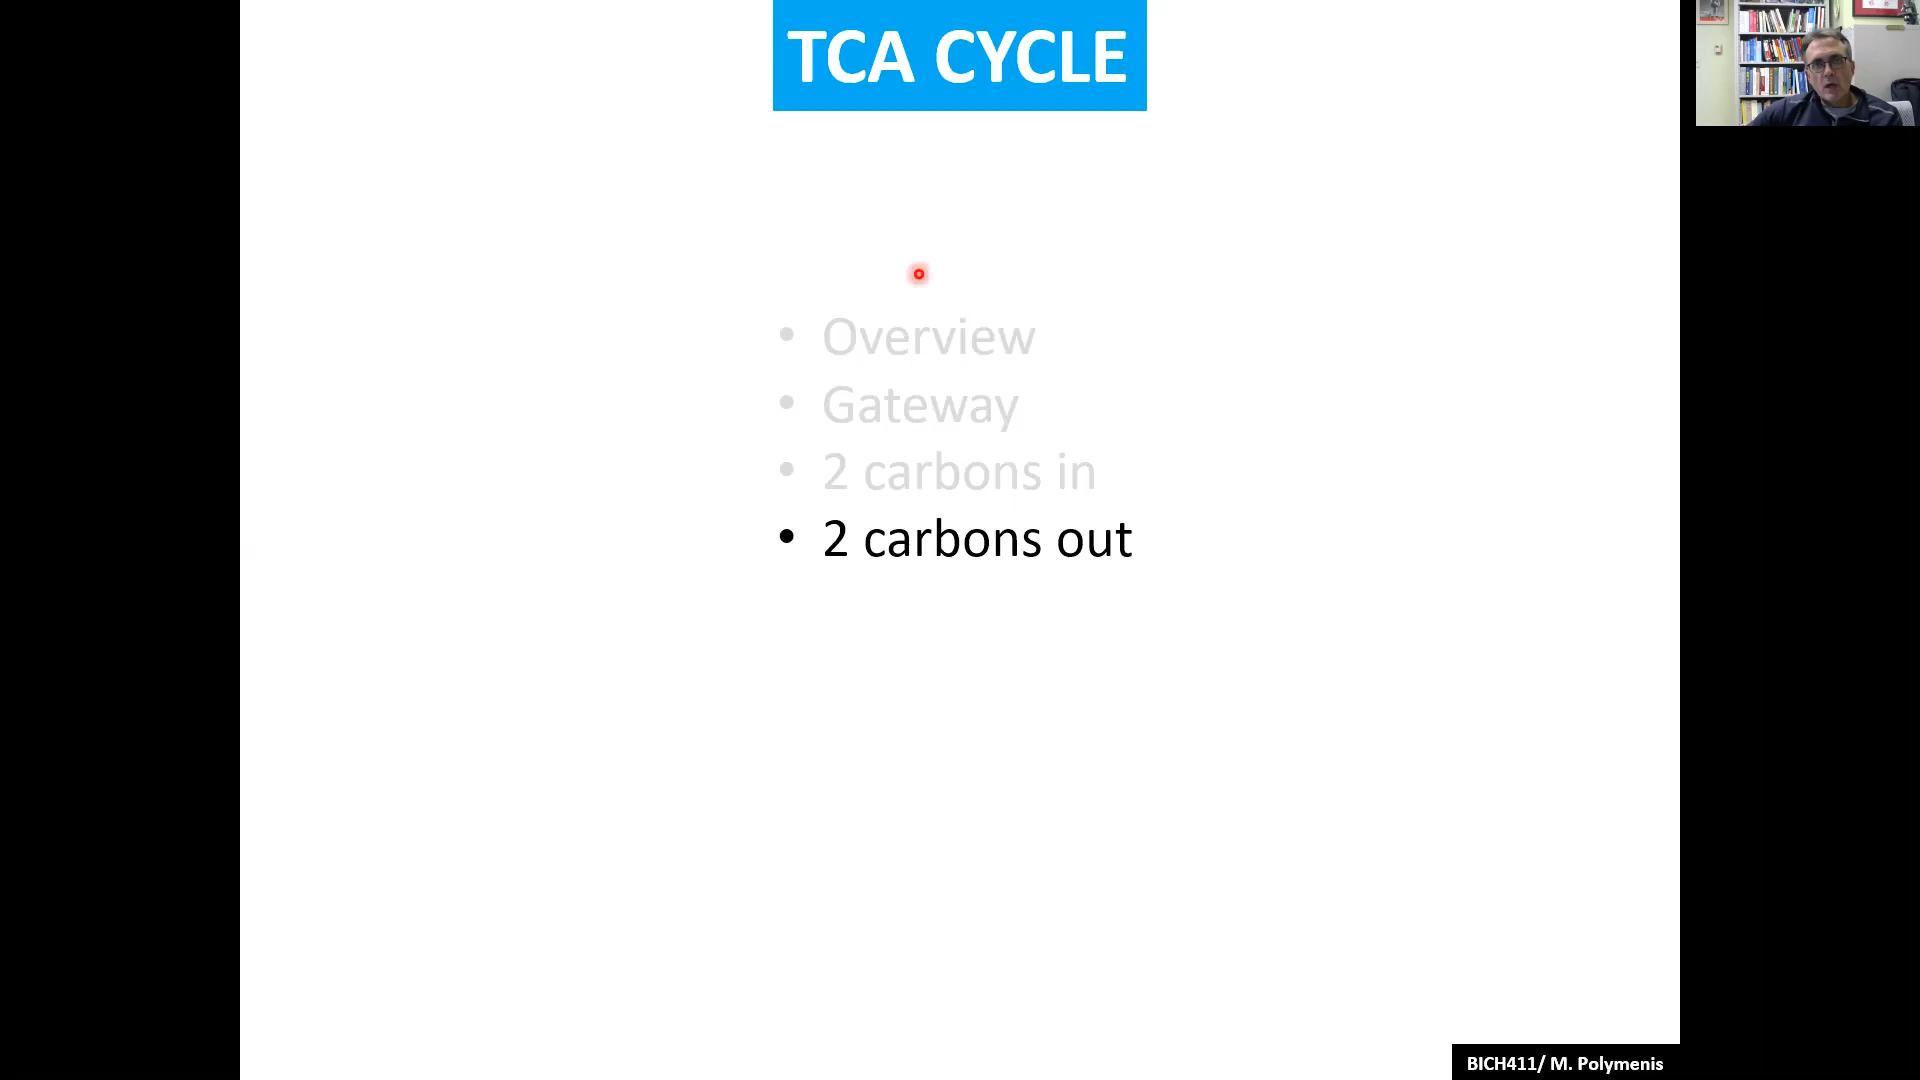 TCA CYCLE
• Overview
• Gateway
• 2 carbons in
• 2 carbons out
BICH411/ M. Polymenis